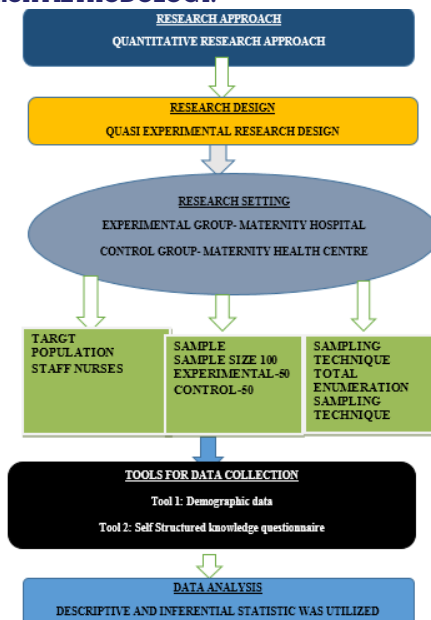 RESEARCH APPROACH
QUANTITATIVE RESEARCH APPROACH
RESEARCH DESIGN
QUASI EXPERIMENTAL RESEARCH DESIGN
RESEARCH SETTING
EXPERIMENTAL GROUP- MATERNITY HOSPITAL
CONTROL GROUP- MATERNITY HEALTH CENTRE
TARGT
POPULATION
STAFF NURSES
SAMPLE
SAMPLE SIZE 100
EXPERIMENTAL-50
CONTROL-50
SAMPLING
TECHNIQUE
TOTAL
ENUMERATION
SAMPLING
TECHNIQUE
TOOLS FOR DATA COLLECTION
Tool 1: Demographic data
Tool 2: Self Structured knowledge questionnaire
DATA ANALYSIS
DESCRIPTIVE AND INFERENTIAL STATISTIC WAS UTILIZED